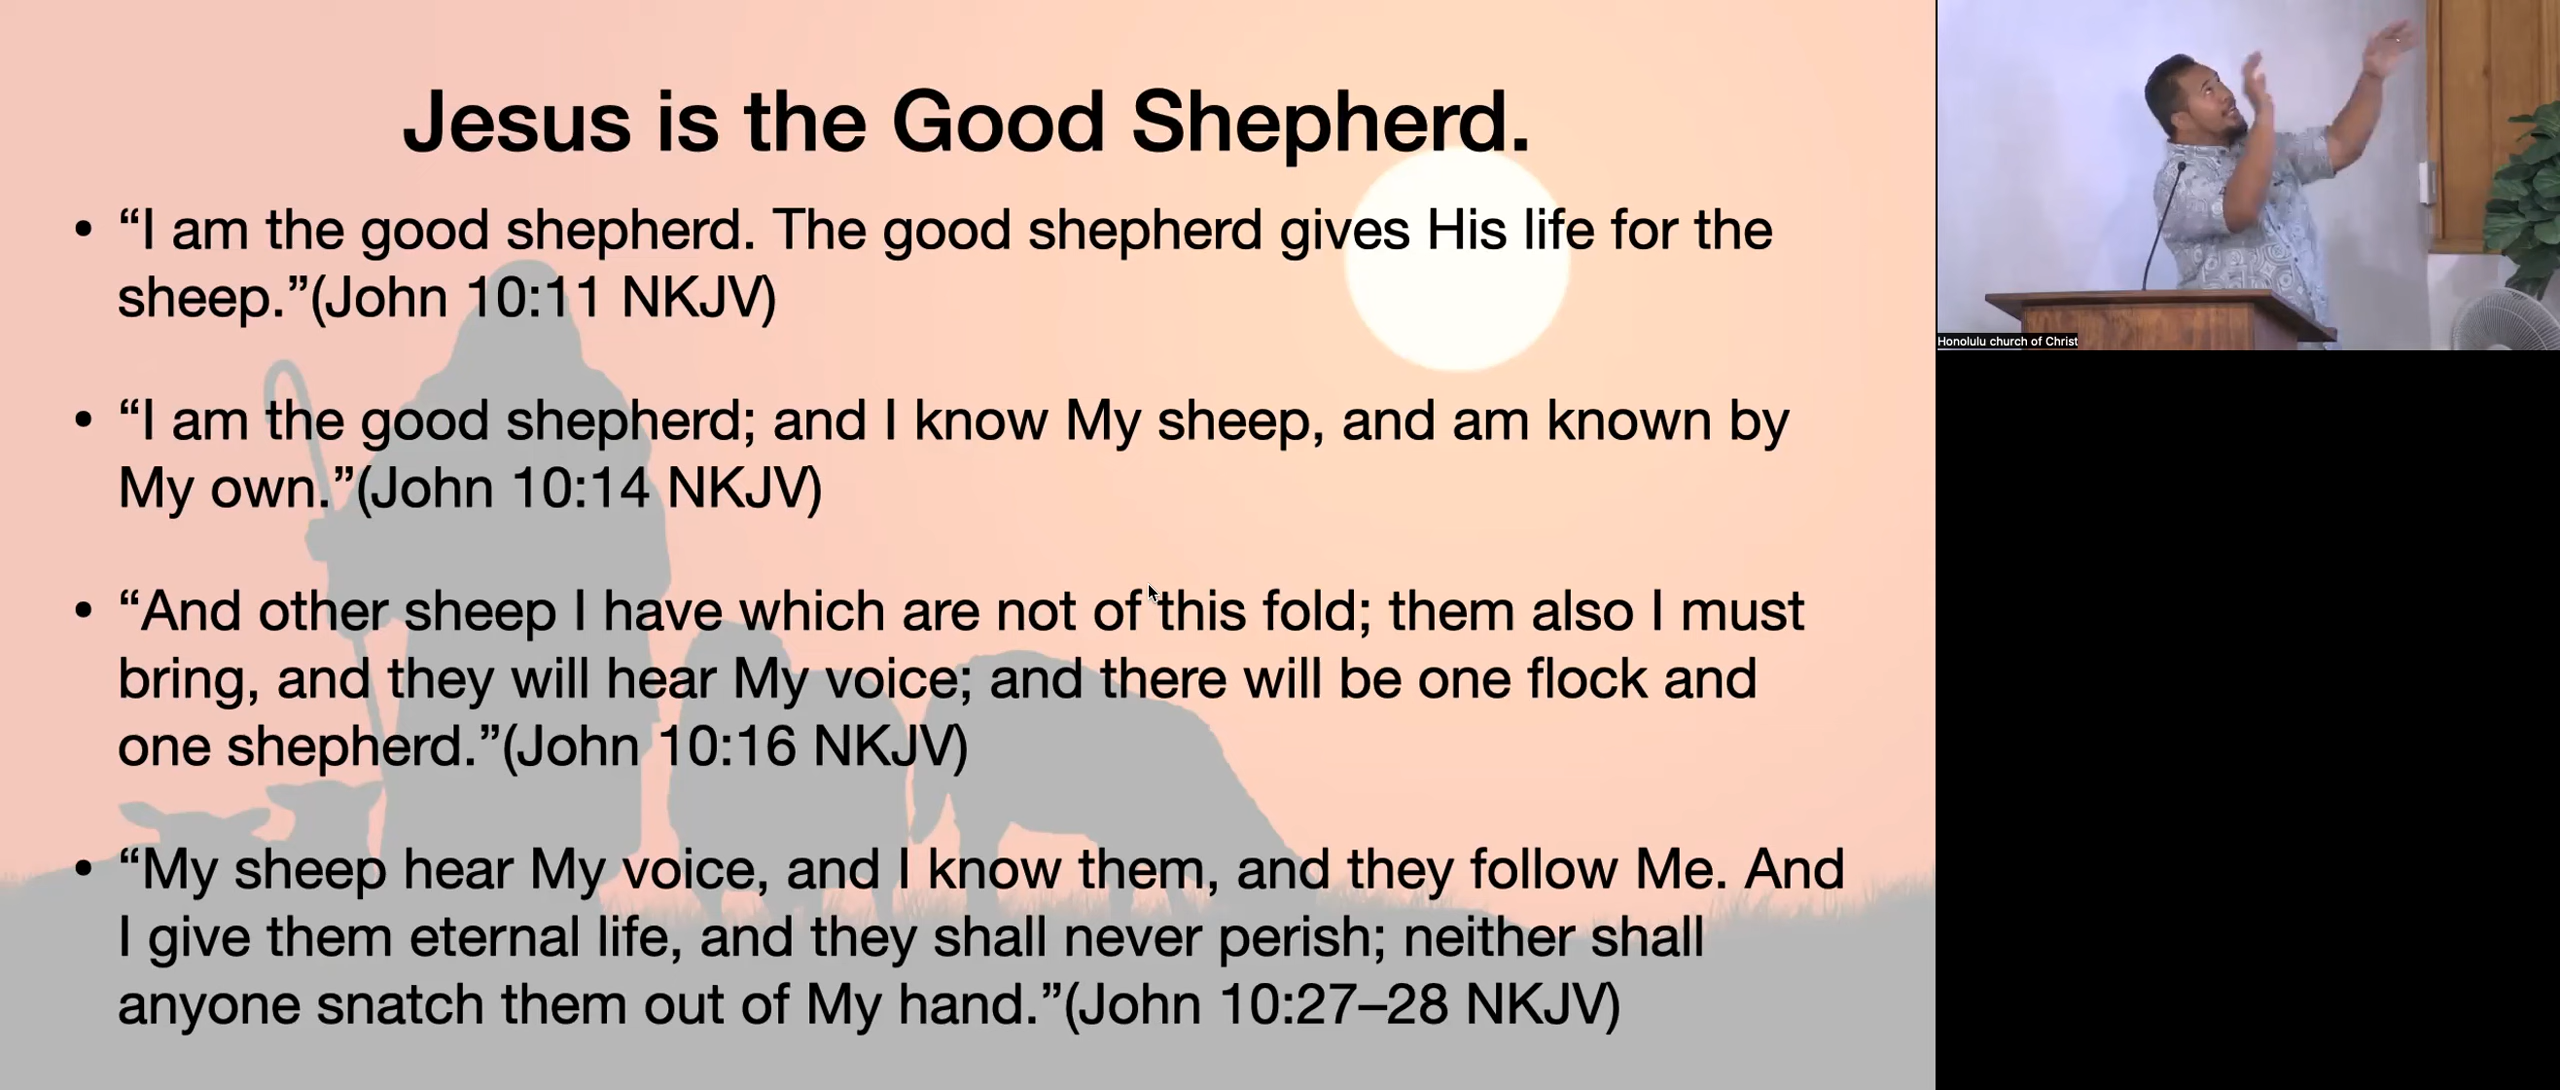 Jesus is the Good Shepherd.
• “I am the good shepherd. The good shepherd gives His life for the
sheep.”(John 10:11 NKJV)
• “I am the good shepherd; and I know My sheep, and am known by
My own.”(John 10:14 NKJV)
• “And other sheep I have which are not of this fold; them also I must
bring, and they will hear My voice; and there will be one flock and
one shepherd.”(John 10:16 NKJV)
• “My sheep hear My voice, and I know them, and they follow Me. And
I give them eternal life, and they shall never perish; neither shall
anyone snatch them out of My hand.”(John 10:27–28 NKJV)
Honolulu church of Christ